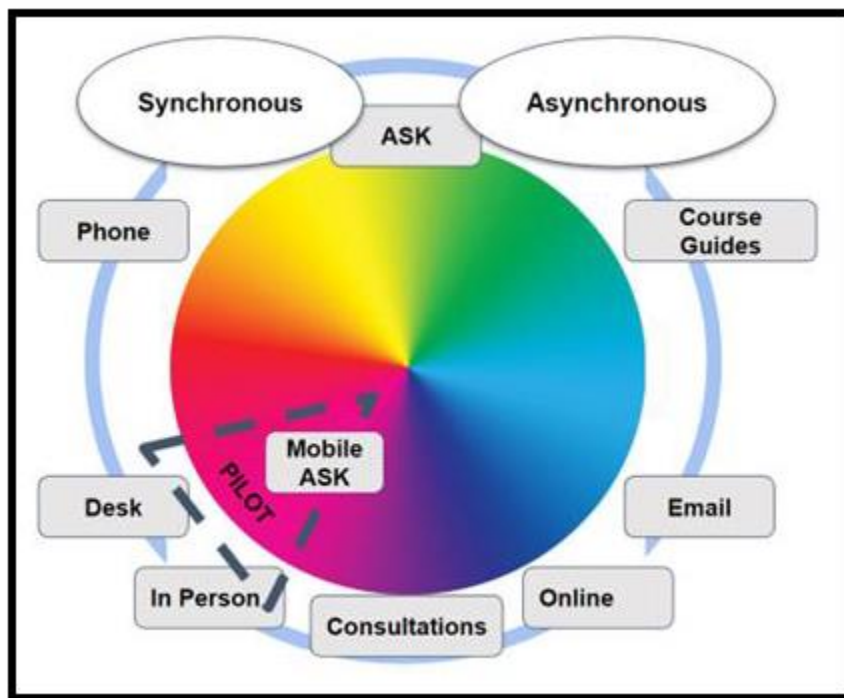 Synchronous
Asynchronous
ASK
Phone
Course
Guides
Mobile
ASK
PILOT
Desk
Email
In Person
Online
Consultations